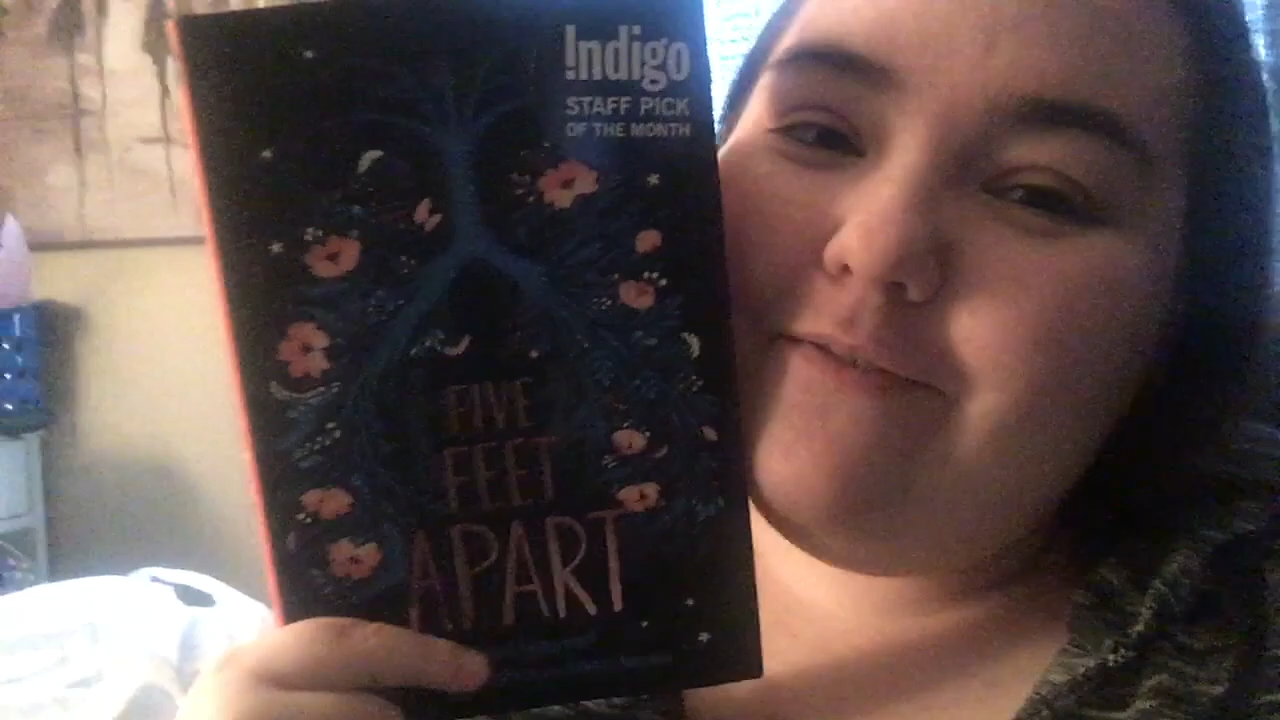 !ndigo
STAFF PICK
OF THE MONTH
FIVE
FEET
APART